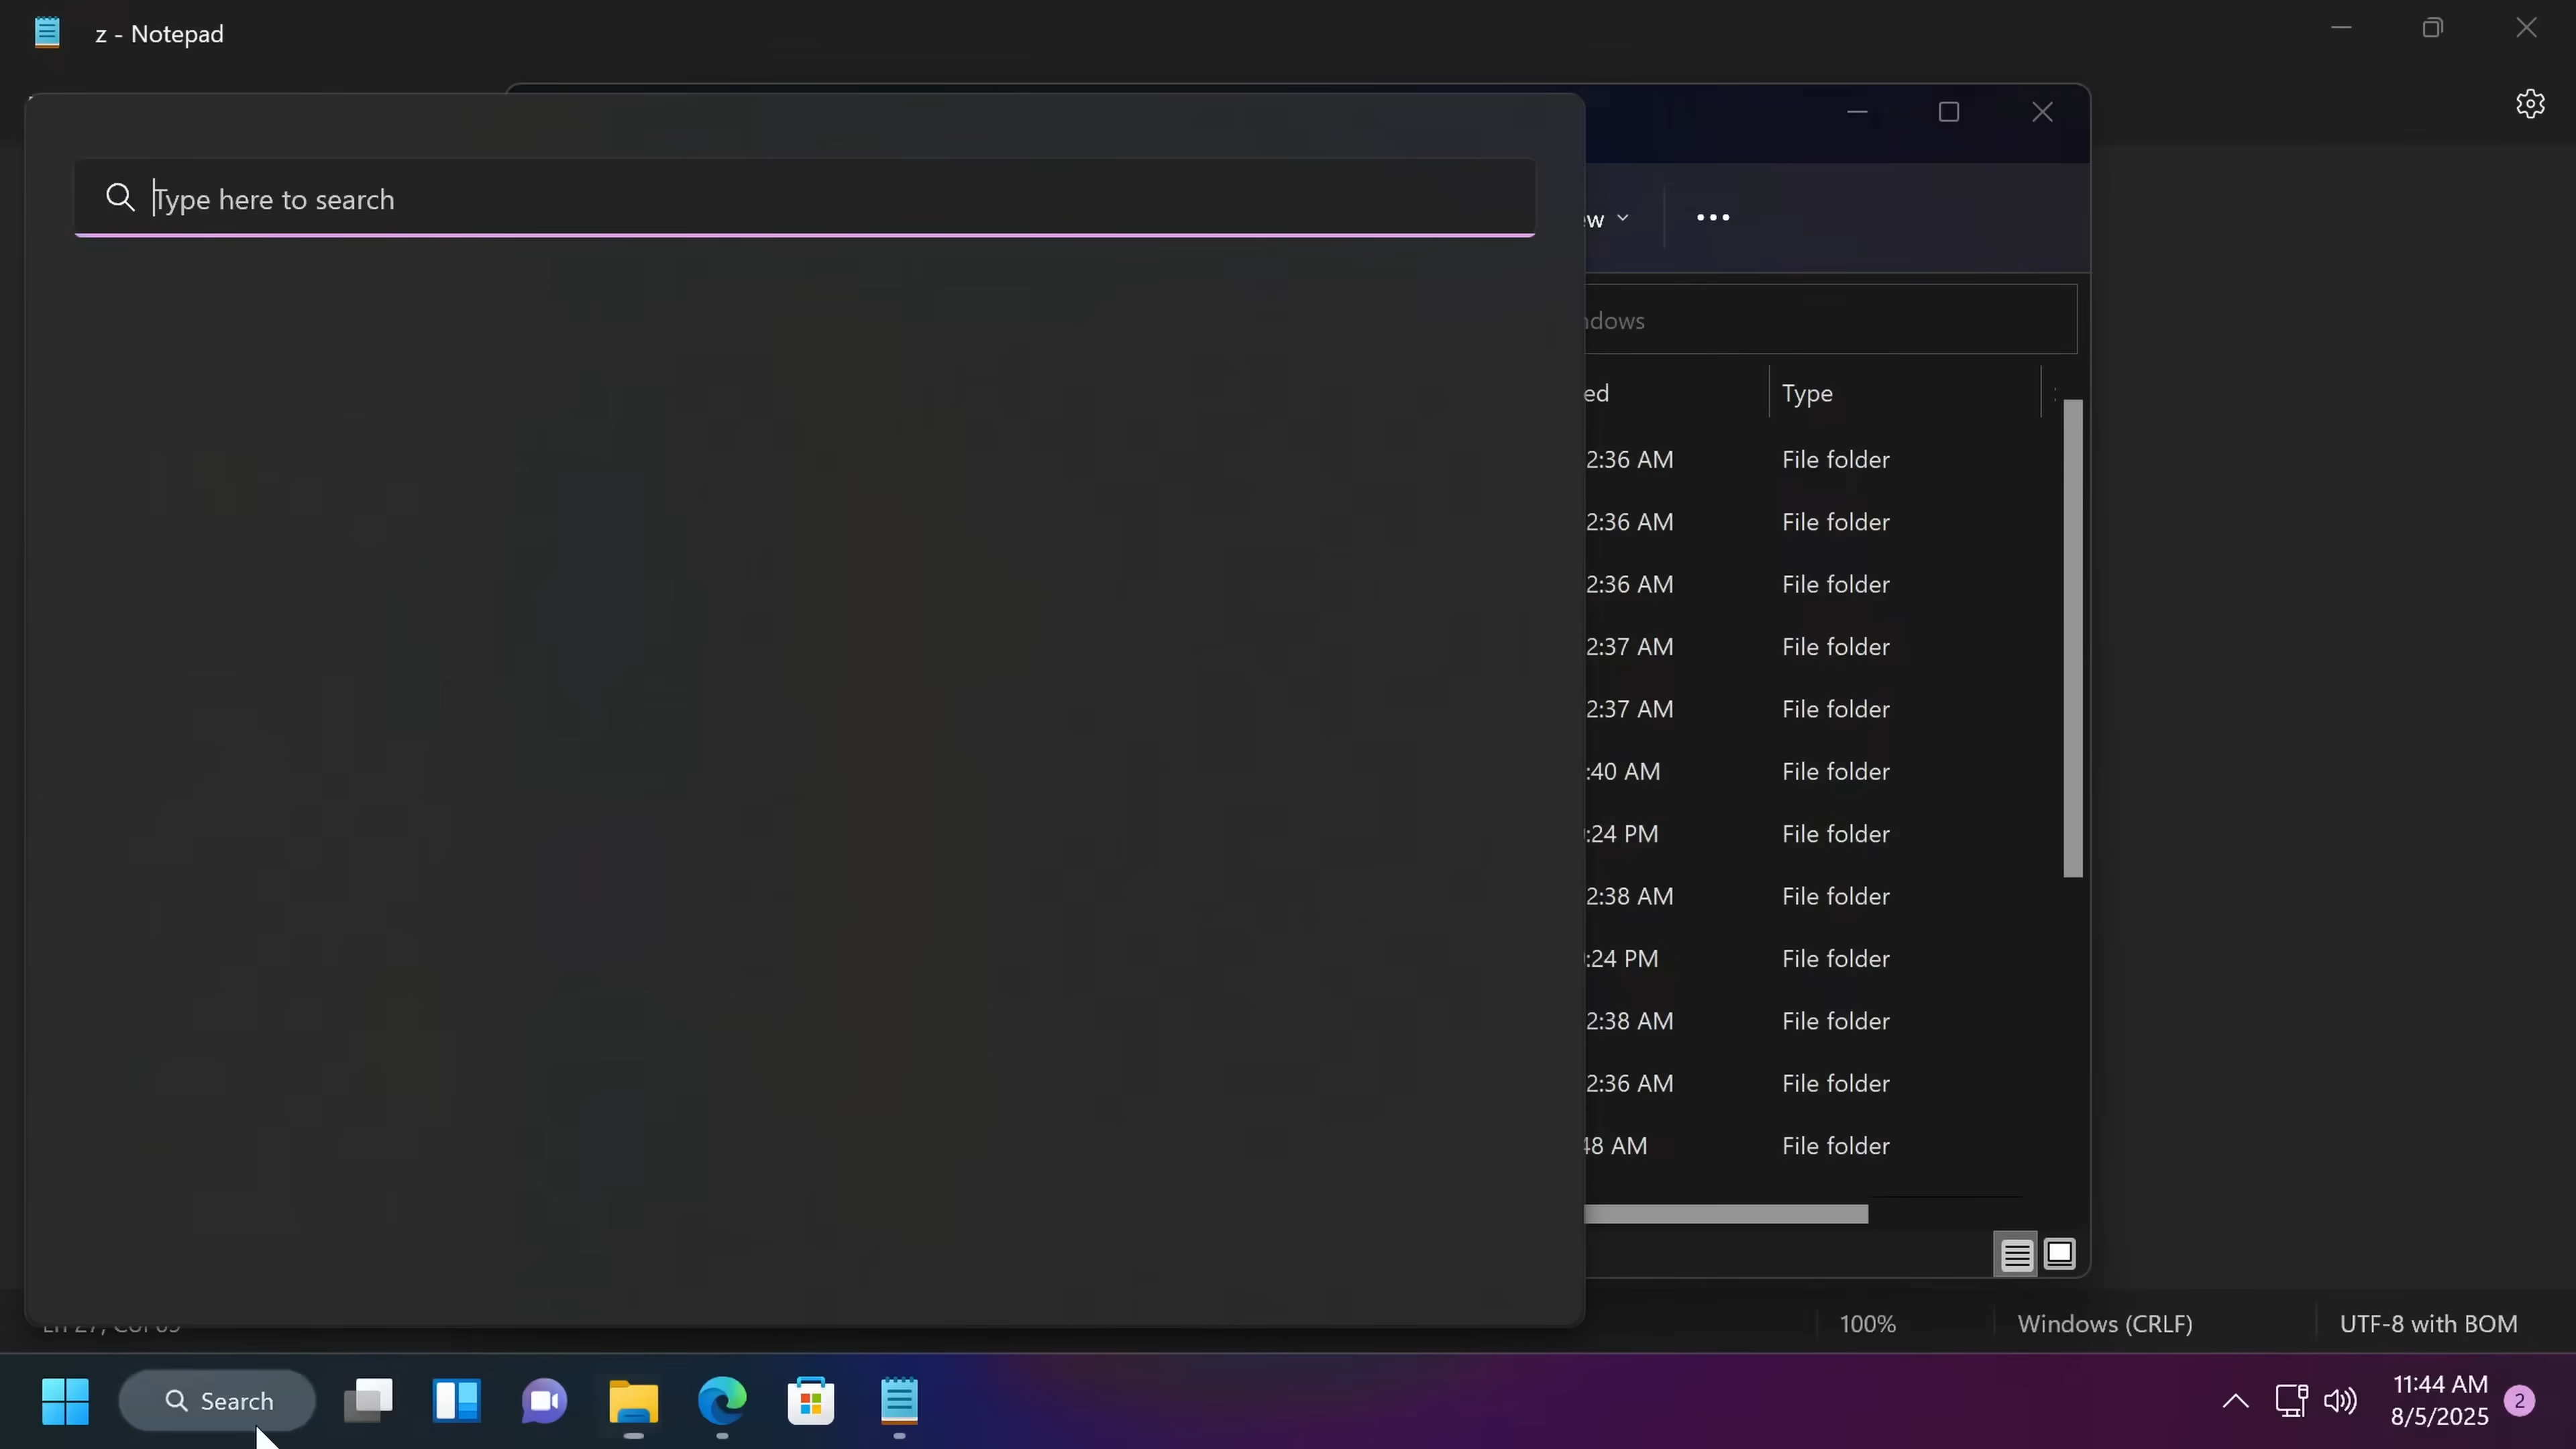 z - Notepad
Type here to search
ew
ndows
ed Type
2:36 AM File folder
2:36 AM File folder
2:36 AM File folder
2:37 AM File folder
2:37 AM File folder
:40 AM File folder
:24 PM File folder
2:38 AM File folder
:24 PM File folder
2:38 AM File folder
2:36 AM File folder
48 AM File folder
100% Windows (CRLF) UTF-8 with BOM
Search
11:44 AM
8/5/2025
2